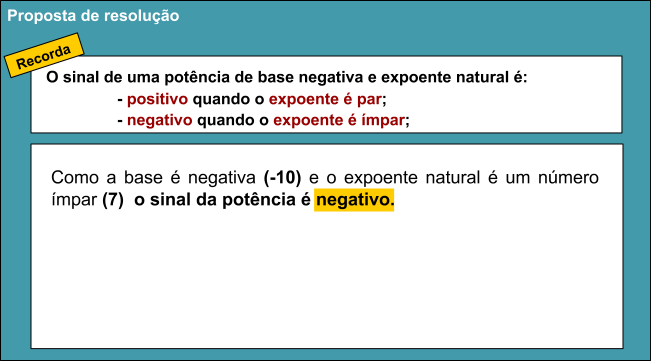 Proposta de resolução
Recorda
O sinal de uma potência de base negativa e expoente natural é:
- positivo quando o expoente é par;
- negativo quando o expoente é ímpar;
Como a base é negativa (-10) e o expoente natural é um número
ímpar (7) o sinal da potência é negativo.